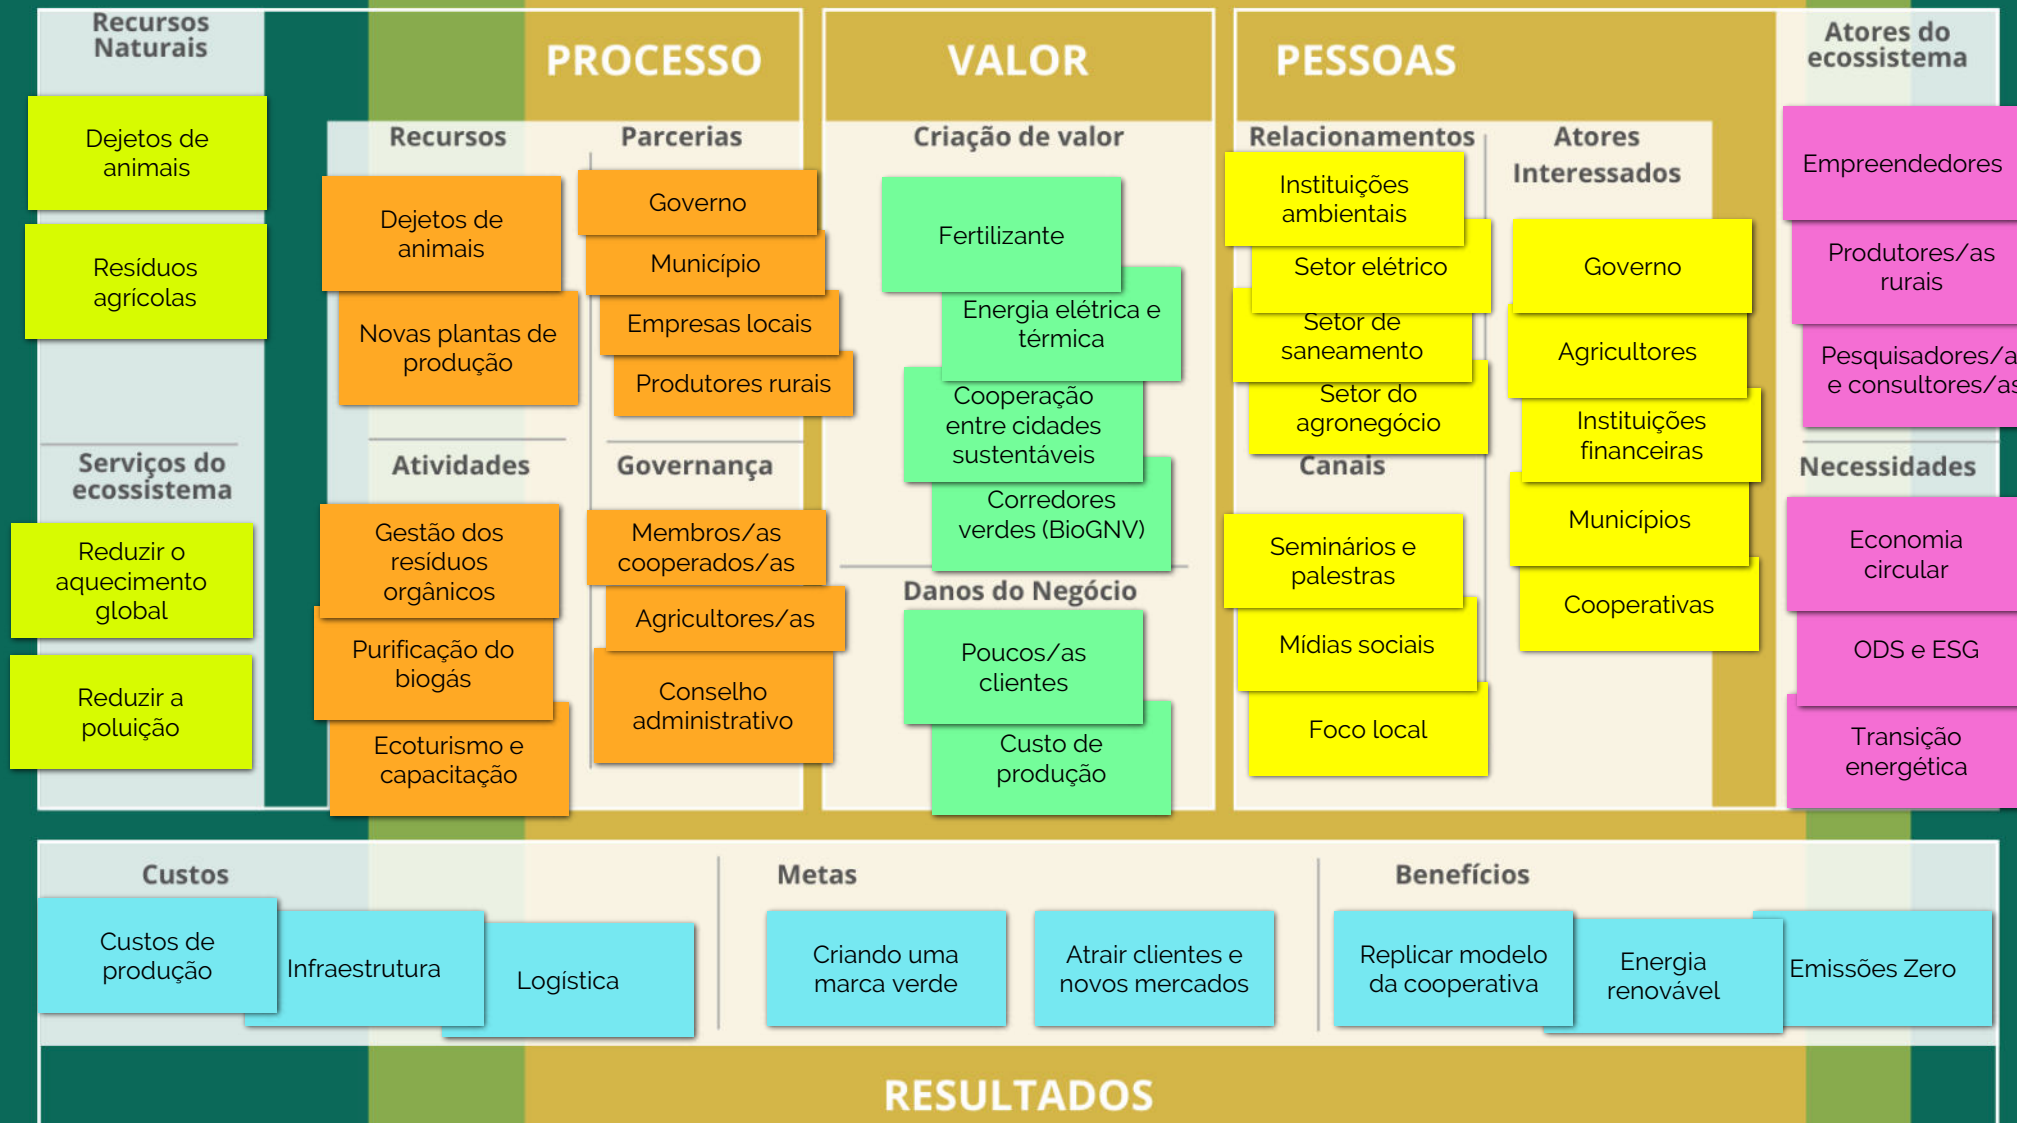 Recursos
Naturais
Dejetos de
animais
Resíduos
agrícolas
Serviços do
ecossistema
Reduzir o
aquecimento
global
Reduzir a
poluição
PROCESSO
Recursos
Dejetos de
animais
Novas plantas de
produção
Atividades
Gestão dos
resíduos
orgânicos
Purificação do
biogás
Ecoturismo e
capacitação
Parcerias
Governo
Município
Empresas locais
Produtores rurais
Governança
Membros/as
cooperados/as
Agricultores/as
Conselho
administrativo
VALOR
Criação de valor
Fertilizante
Energia elétrica e
térmica
Cooperação
entre cidades
sustentáveis
Corredores
verdes (BioGNV)
Danos do Negócio
Poucos/as
clientes
Custo de
produção
PESSOAS
Relacionamentos
Instituições
ambientais
Setor elétrico
Setor de
saneamento
Setor do
agronegócio
Canais
Seminários e
palestras
Mídias sociais
Foco local
Atores
Interessados
Governo
Agricultores
Instituições
financeiras
Municípios
Cooperativas
Atores do
ecossistema
Empreendedores
Produtores/as
rurais
Pesquisadores/a
e consultores/as
Necessidades
Economia
circular
ODS e ESG
Transição
energética
Custos
Custos de
produção
Infraestrutura
Logística
Metas
Criando uma
marca verde
Atrair clientes e
novos mercados
Benefícios
Replicar modelo
da cooperativa
Energia
renovável
Emissões Zero
RESULTADOS